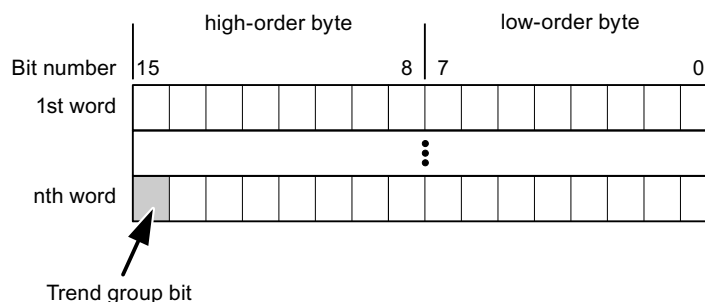 high-order byte low-order byte
Bit number 15 8 7 0
1st word
nth word
Trend group bit